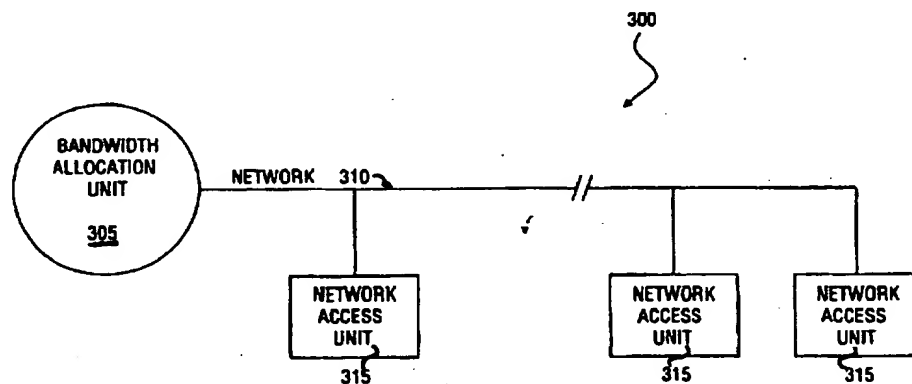 300
BANDWIDTH
ALLOCATION
UNIT
305
NETWORK 310
NETWORK
ACCESS
UNIT
315
NETWORK
ACCESS
UNIT
315
NETWORK
ACCESS
UNIT
315